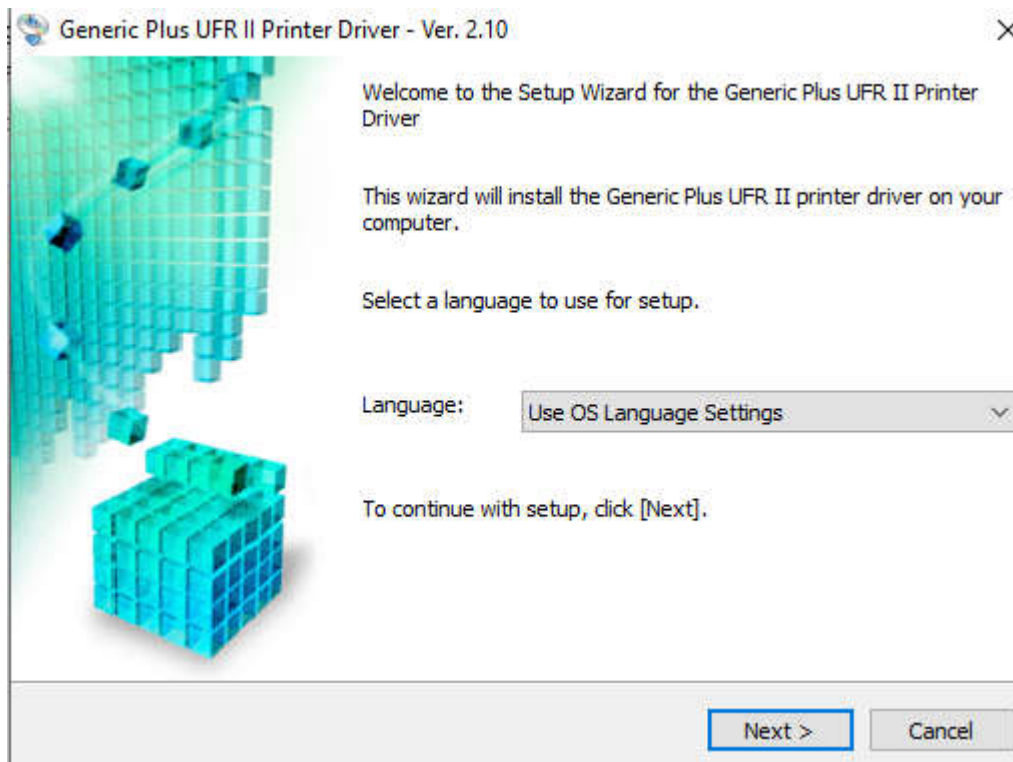 Generic Plus UFR II Printer Driver - Ver. 2.10
Welcome to the Setup Wizard for the Generic Plus UFR II Printer
Driver
This wizard will install the Generic Plus UFR II printer driver on your
computer.
Select a language to use for setup.
Language:
Use OS Language Settings
To continue with setup, click [Next].
Next >
Cancel